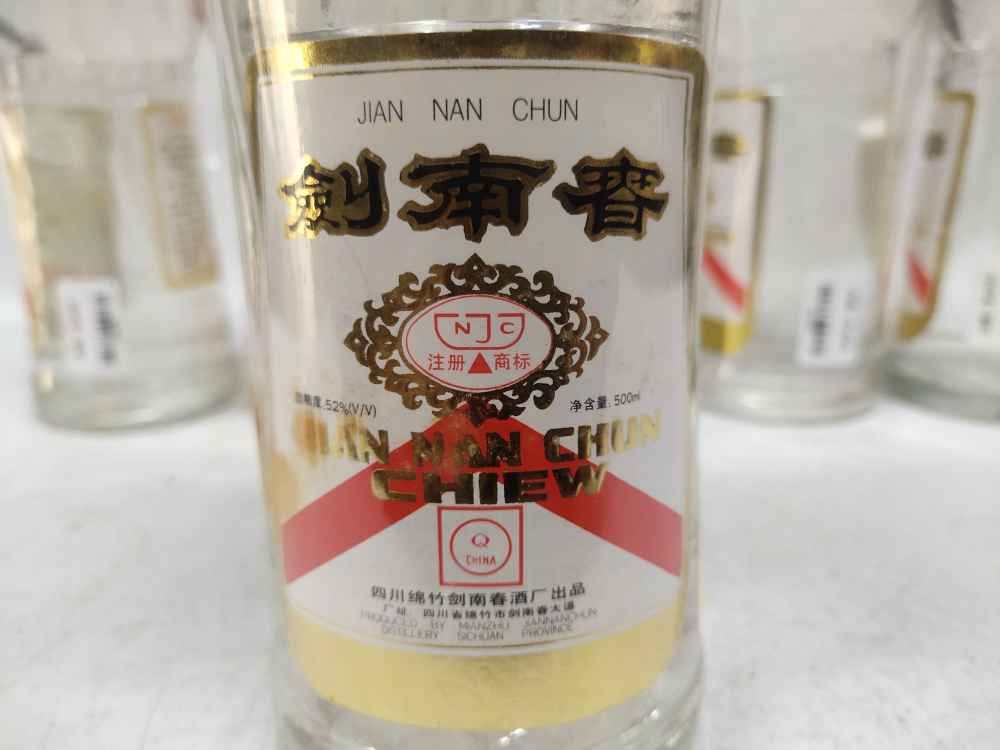 JIAN NAN CHUN
劍南春
NJC
注册 商标
酒精度:52%(V/V) 净含量:500ml
JIAN NAN CHUN
CHIEW
Q
CHINA
四川绵竹剑南春酒厂出品
厂址:四川省绵竹市剑南春大道
PRODUCED BY MIANZHU JIANNANCHUN
DISTILLERY SICHUAN PROVINCE